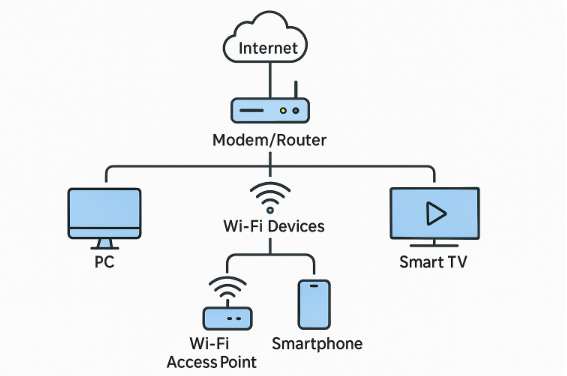 Internet
Modem/Router
Wi-Fi Devices
PC
Smart TV
Wi-Fi
Access Point
Smartphone